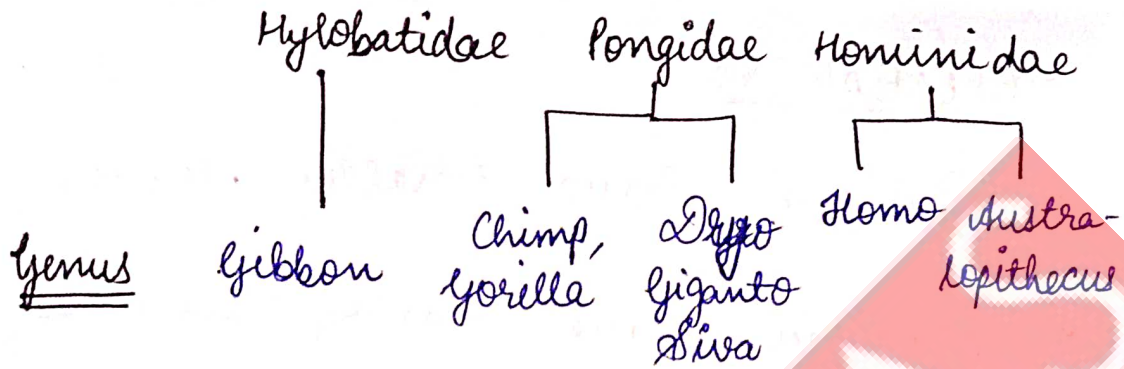 Hylobatidae Pongidae Hominidae
Genus Gibbon Chimp, Gorilla Dryo Giganto Siva Homo Austra-
lopithecus